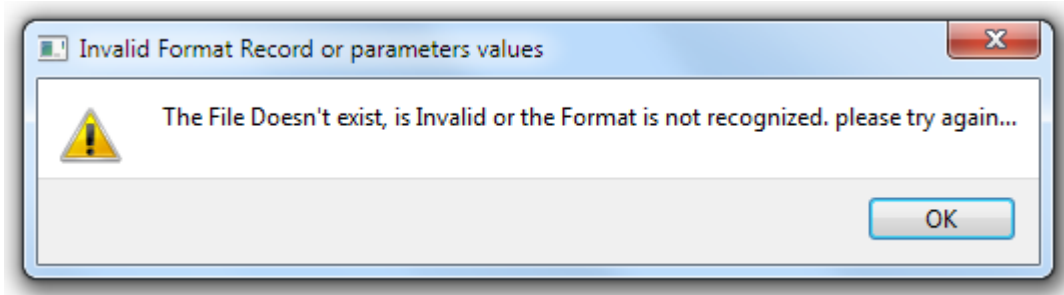 Invalid Format Record or parameters values
The File Doesn't exist, is Invalid or the Format is not recognized. please try again...
OK